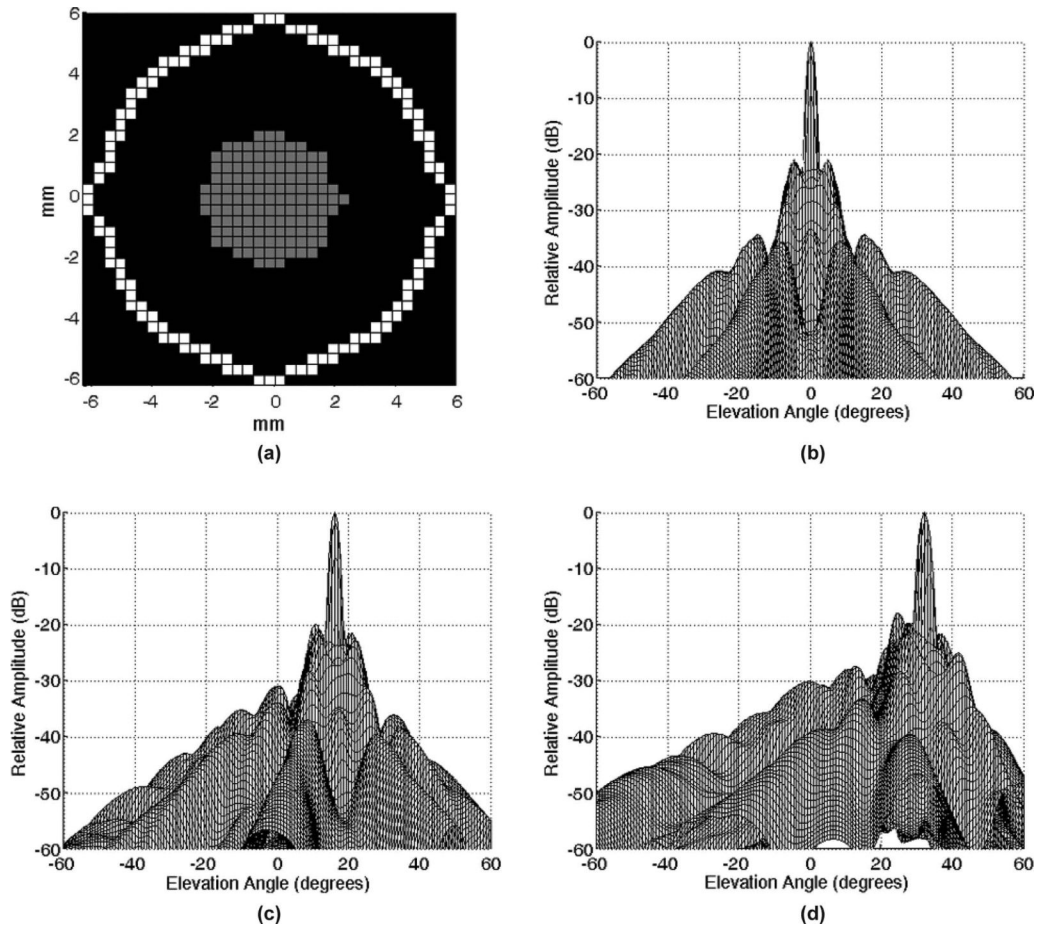 6
4
2
0
-2
-4
-6
mm
-6 -4 -2 0 2 4 6
mm
(a)
0
-10
-20
-30
-40
-50
-60
Relative Amplitude (dB)
-60 -40 -20 0 20 40 60
Elevation Angle (degrees)
(b)
0
-10
-20
-30
-40
-50
-60
Relative Amplitude (dB)
-60 -40 -20 0 20 40 60
Elevation Angle (degrees)
(c)
0
-10
-20
-30
-40
-50
-60
Relative Amplitude (dB)
-60 -40 -20 0 20 40 60
Elevation Angle (degrees)
(d)